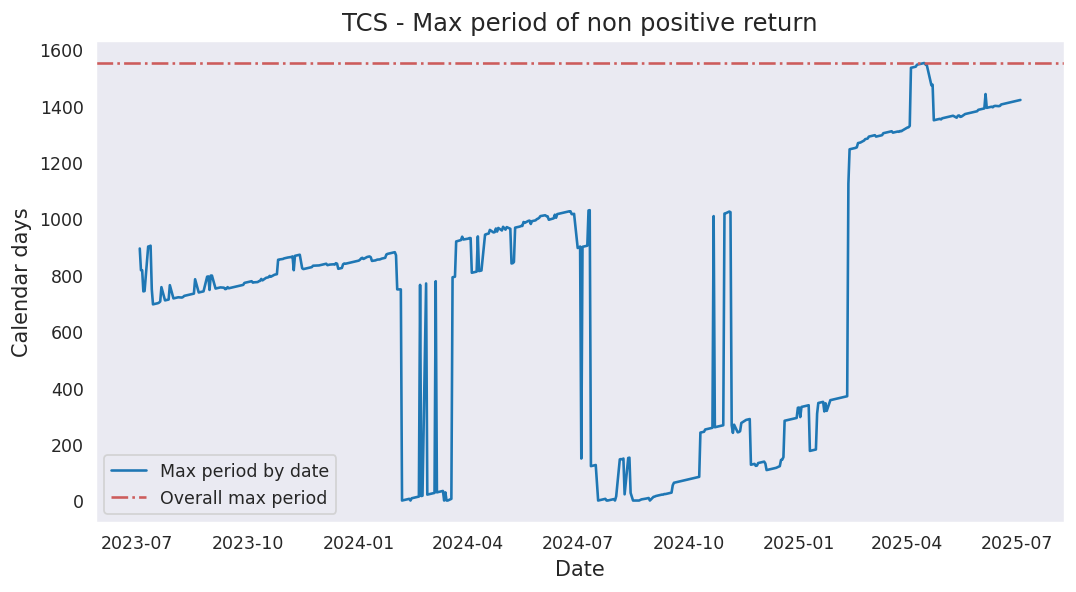 TCS - Max period of non positive return
1600
1400
1200
1000
800
600
400
200
0
Calendar days
Max period by date
Overall max period
2023-07 2023-10 2024-01 2024-04 2024-07 2024-10 2025-01 2025-04 2025-07
Date